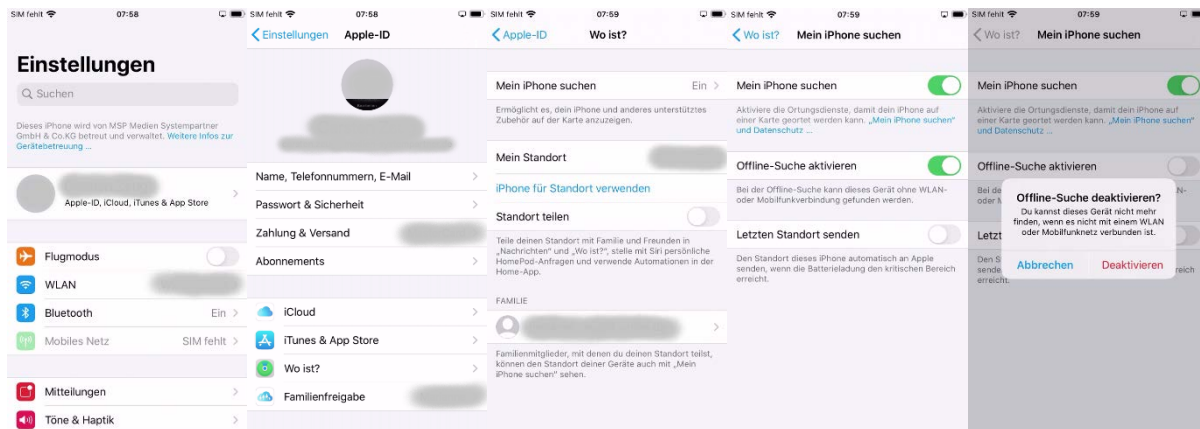 SIM fehlt 07:58
Einstellungen
Suchen
Dieses iPhone wird von MSP Medien Systempartner
GmbH & Co.KG betreut und verwaltet. Weitere Infos zur
Gerätebetreuung ...
Apple-ID, iCloud, iTunes & App Store
Flugmodus
WLAN
Bluetooth Ein
Mobiles Netz SIM fehlt
Mitteilungen
Töne & Haptik
SIM fehlt 07:58
Einstellungen Apple-ID
Name, Telefonnummern, E-Mail
Passwort & Sicherheit
Zahlung & Versand
Abonnements
iCloud
iTunes & App Store
Wo ist?
Familienfreigabe
SIM fehlt 07:59
Apple-ID Wo ist?
Mein iPhone suchen Ein
Ermöglicht es, dein iPhone und anderes unterstütztes
Zubehör auf der Karte anzuzeigen.
Mein Standort
iPhone für Standort verwenden
Standort teilen
Teile deinen Standort mit Familie und Freunden in
„Nachrichten" und „Wo ist?", stelle mit Siri persönliche
HomePod-Anfragen und verwende Automationen in der
Home-App.
FAMILIE
Familienmitglieder, mit denen du deinen Standort teilst,
können den Standort deiner Geräte auch mit „Mein
iPhone suchen" sehen.
SIM fehlt 07:59
Wo ist? Mein iPhone suchen
Mein iPhone suchen
Aktiviere die Ortungsdienste, damit dein iPhone auf
einer Karte geortet werden kann. „Mein iPhone suchen"
und Datenschutz ...
Offline-Suche aktivieren
Bei der Offline-Suche kann dieses Gerät ohne WLAN-
oder Mobilfunkverbindung gefunden werden.
Letzten Standort senden
Den Standort dieses iPhone automatisch an Apple
senden, wenn die Batterieladung den kritischen Bereich
erreicht.
SIM fehlt 07:59
Wo ist? Mein iPhone suchen
Mein iPhone suchen
Aktiviere die Ortungsdienste, damit dein iPhone auf
einer Karte geortet werden kann. „Mein iPhone suchen"
und Datenschutz ...
Offline-Suche aktivieren
Offline-Suche deaktivieren?
Du kannst dieses Gerät nicht mehr
finden, wenn es nicht mit einem WLAN
oder Mobilfunknetz verbunden ist.
Abbrechen Deaktivieren
erreicht.